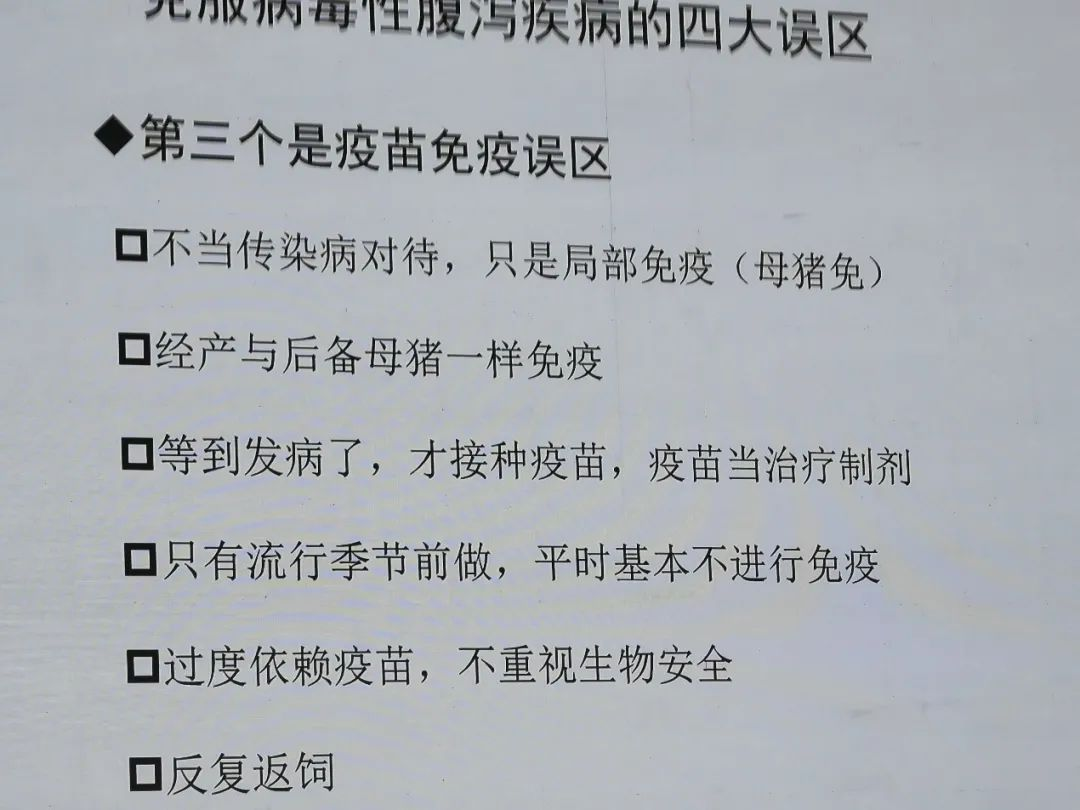 克服病毒性腹泻疾病的四大误区
◆第三个是疫苗免疫误区
不当传染病对待，只是局部免疫（母猪免）
经产与后备母猪一样免疫
等到发病了，才接种疫苗，疫苗当治疗制剂
只有流行季节前做，平时基本不进行免疫
过度依赖疫苗，不重视生物安全
反复返饲